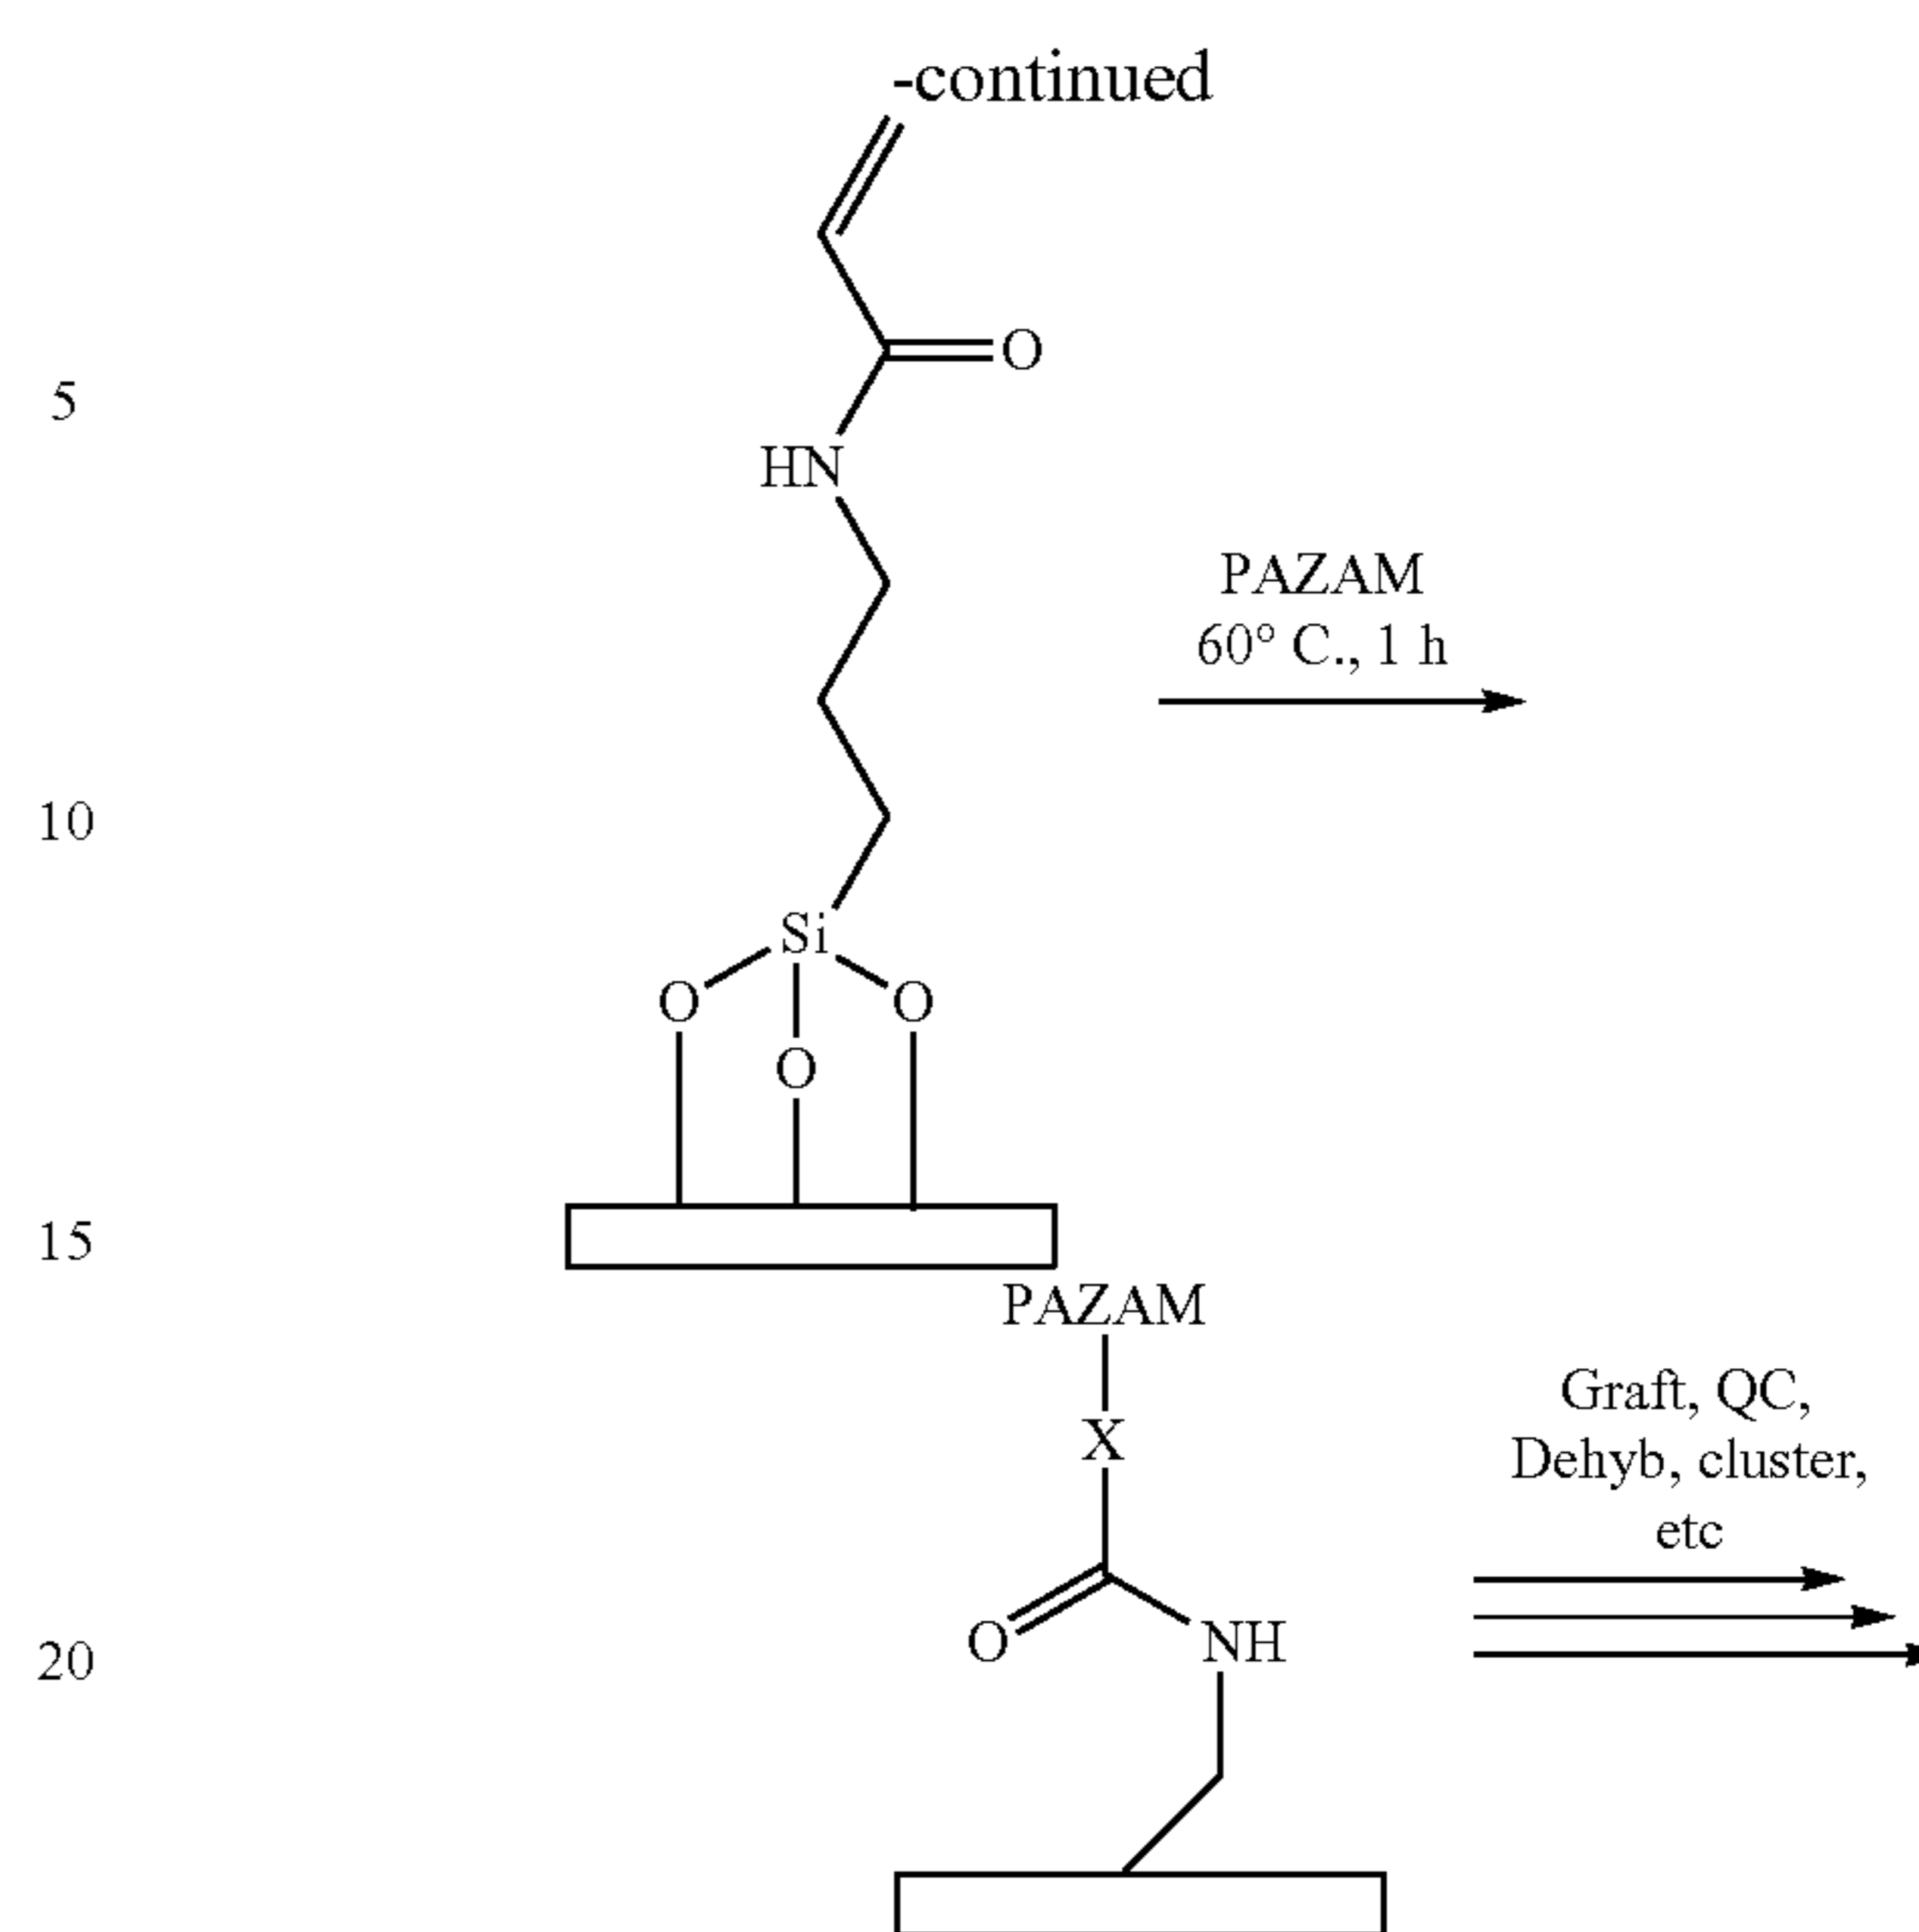 -continued
O
5
HN
PAZAM
60° C., 1 h
10
Si
O O
O
15
PAZAM
Graft, QC,
X
Dehyb, cluster,
etc
O NH
20